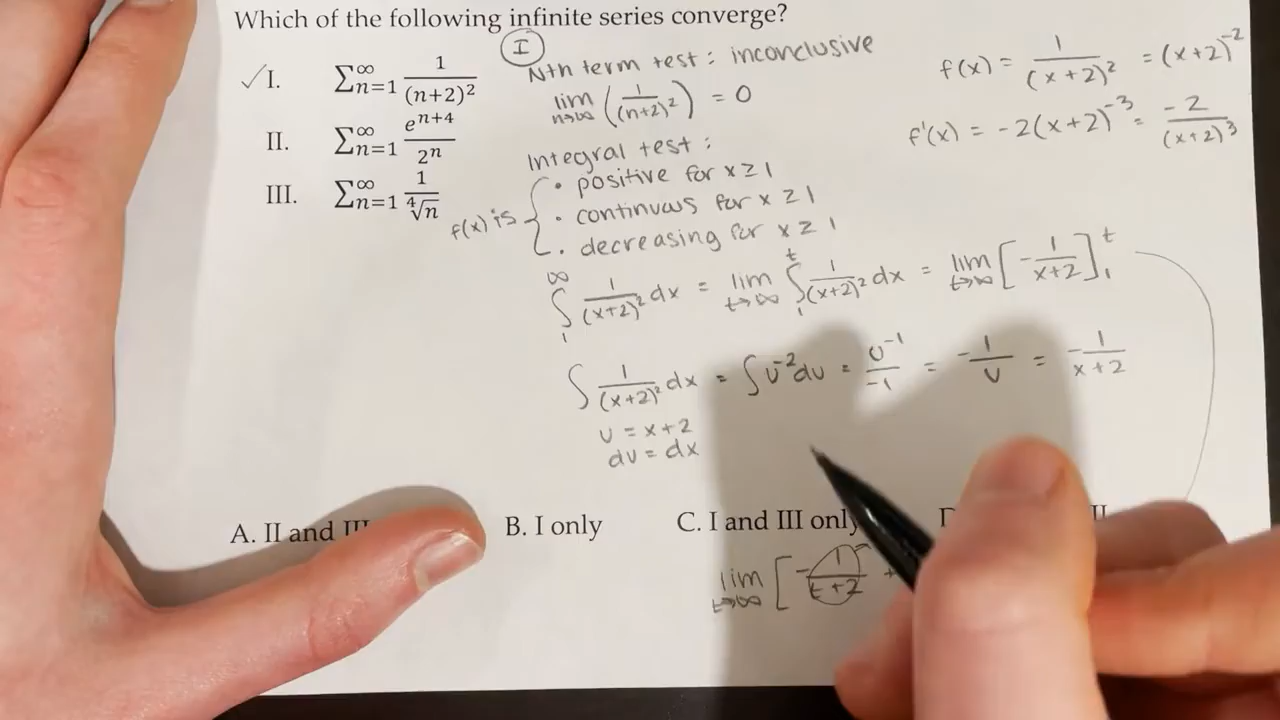 Which of the following infinite series converge?
✓I. ∑_{n=1}^{∞} 1/(n+2)²
II. ∑_{n=1}^{∞} e^{n+4}/2ⁿ
III. ∑_{n=1}^{∞} 1/⁴√n
I
Nth term test: inconclusive
lim n→∞ (1/(n+2)²) = 0
Integral test:
f(x) is { • positive for x ≥ 1
• continuous for x ≥ 1
• decreasing for x ≥ 1
f(x) = 1/(x+2)² = (x+2)⁻²
f'(x) = -2(x+2)⁻³ = -2/(x+2)³
∫₁^∞ 1/(x+2)² dx = lim t→∞ ∫₁^t 1/(x+2)² dx = lim t→∞ [-1/(x+2)]₁^t
∫ 1/(x+2)² dx = ∫u⁻²du = u⁻¹/-1 = -1/u = -1/(x+2)
u = x+2
du = dx
A. II and III
B. I only
C. I and III only
lim t→∞ [-1/(t+2) +